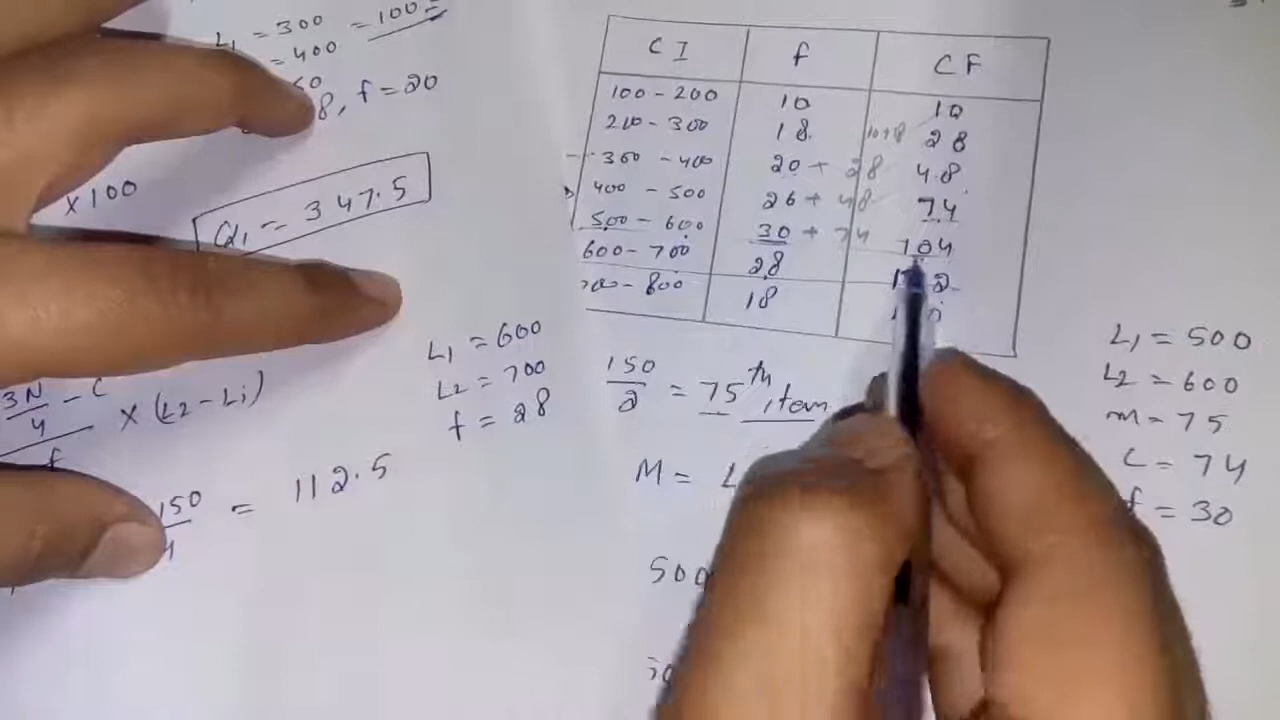 L₁ = 300 = 100
= 400
8, f = 20
× 100
Q₁ = 347.5
3N/4 - C
f
× (L2 - L1)
150/4 = 112.5
L₁ = 600
L2 = 700
f = 28
C I f C F
100 - 200 10 10
200 - 300 18 10+8 28
300 - 400 20 + 28 48
400 - 500 26 + 48 74
500 - 600 30 + 74 104
600 - 700 28
- 800 18
150/2 = 75th item
M = L
500
L₁ = 500
L2 = 600
m = 75
C = 74
f = 30